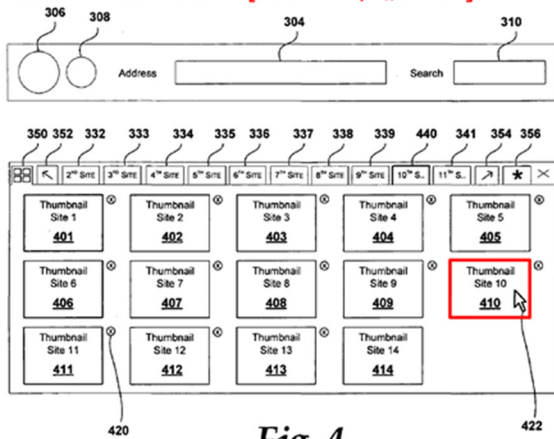 306
308
304
310
Address
Search
350 352 332 333 334 335 336 337 338 339 440 341 354 356
2ND SITE 3RD SITE 4TH SITE 5TH SITE 6TH SITE 7TH SITE 8TH SITE 9TH SITE 10TH S.. 11TH S.. * ×
Thumbnail Site 1 401
Thumbnail Site 2 402
Thumbnail Site 3 403
Thumbnail Site 4 404
Thumbnail Site 5 405
Thumbnail Site 6 406
Thumbnail Site 7 407
Thumbnail Site 8 408
Thumbnail Site 9 409
Thumbnail Site 10 410
Thumbnail Site 11 411
Thumbnail Site 12 412
Thumbnail Site 13 413
Thumbnail Site 14 414
420
422
Fig. 4